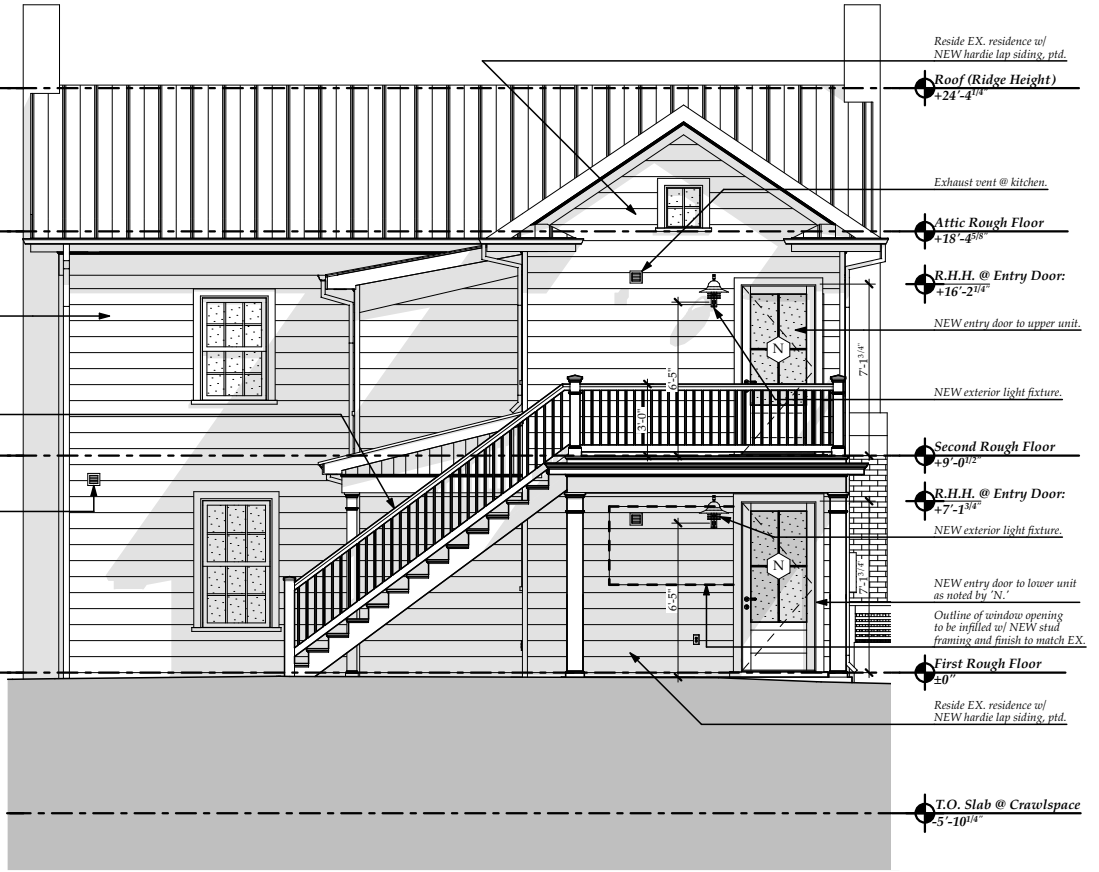 Reside EX. residence w/
NEW hardie lap siding, ptd.
Roof (Ridge Height)
+24'-4 1/4"
Exhaust vent @ kitchen.
Attic Rough Floor
+18'-4 5/8"
R.H.H. @ Entry Door:
+16'-2 1/4"
NEW entry door to upper unit.
N
7'-1 3/4"
6'-5"
NEW exterior light fixture.
3'-0"
Second Rough Floor
+9'-0 1/2"
R.H.H. @ Entry Door:
+7'-1 3/4"
NEW exterior light fixture.
N
7'-1 3/4"
6'-5"
NEW entry door to lower unit
as noted by 'N.'
Outline of window opening
to be infilled w/ NEW stud
framing and finish to match EX.
First Rough Floor
±0"
Reside EX. residence w/
NEW hardie lap siding, ptd.
T.O. Slab @ Crawlspace
-5'-10 1/4"